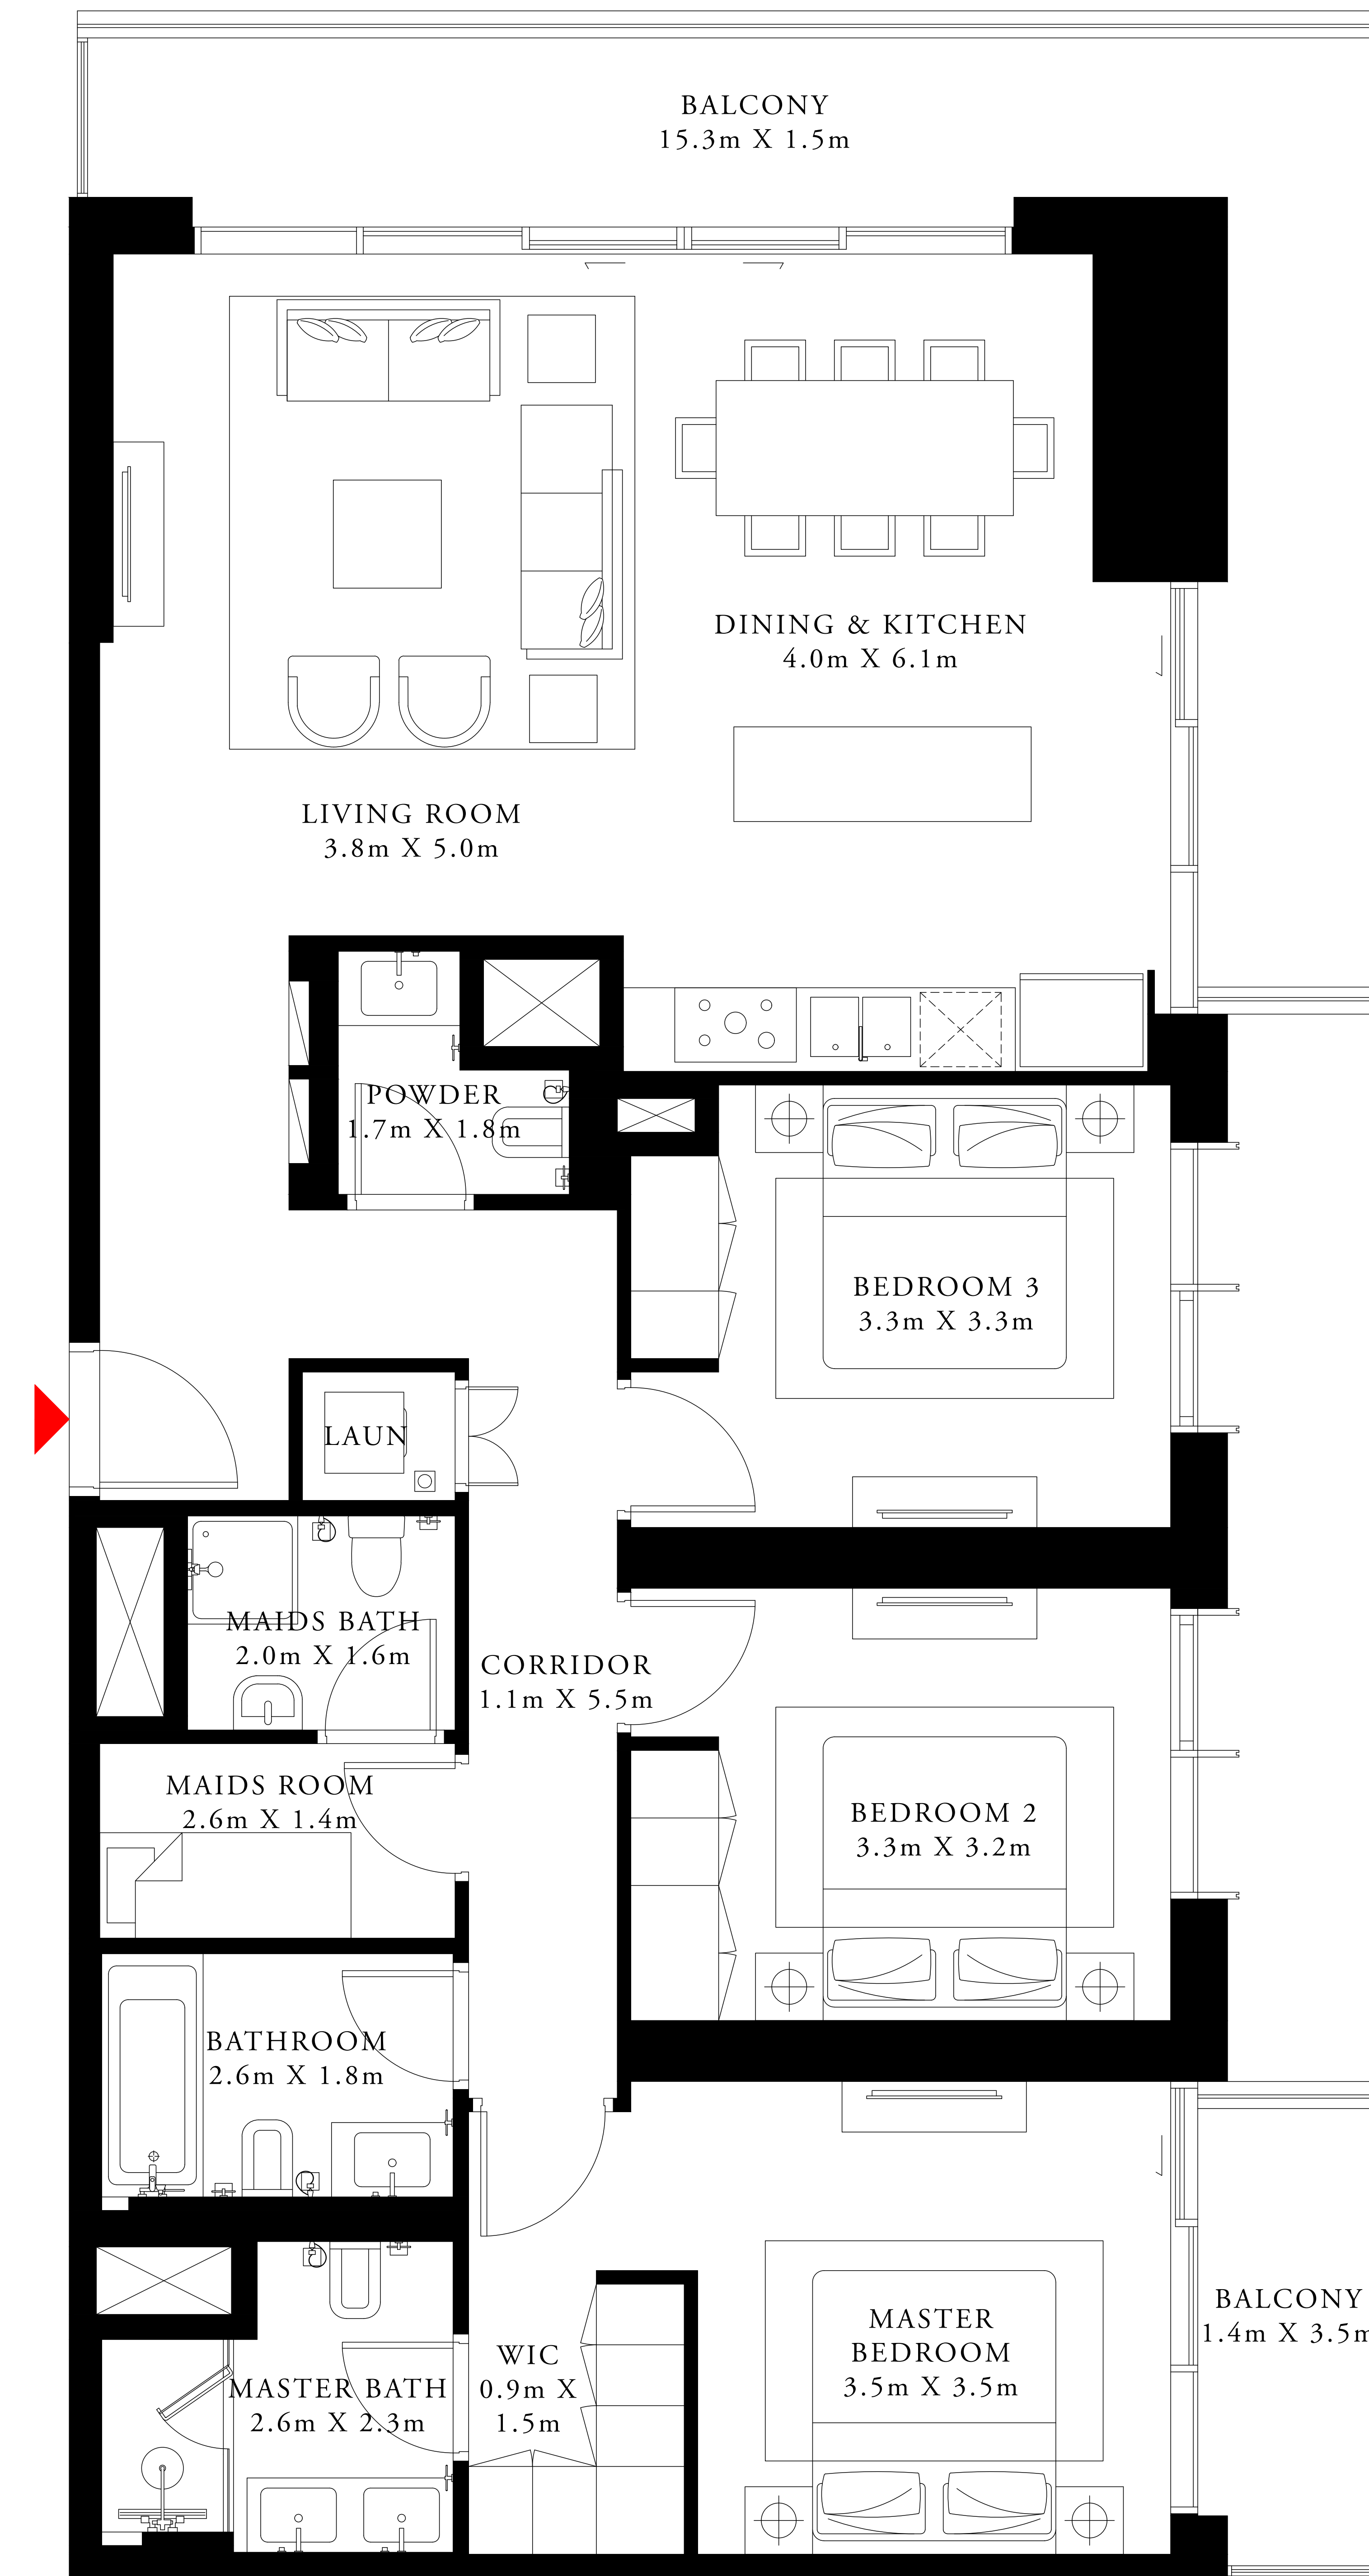 BALCONY
15.3m X 1.5m
DINING & KITCHEN
4.0m X 6.1m
LIVING ROOM
3.8m X 5.0m
POWDER
1.7m X 1.8m
BEDROOM 3
3.3m X 3.3m
LAUN
MAIDS BATH
2.0m X 1.6m
CORRIDOR
1.1m X 5.5m
MAIDS ROOM
2.6m X 1.4m
BEDROOM 2
3.3m X 3.2m
BATHROOM
2.6m X 1.8m
BALCONY
1.4m X 3.5m
MASTER
BEDROOM
3.5m X 3.5m
WIC
0.9m X
1.5m
MASTER BATH
2.6m X 2.3m